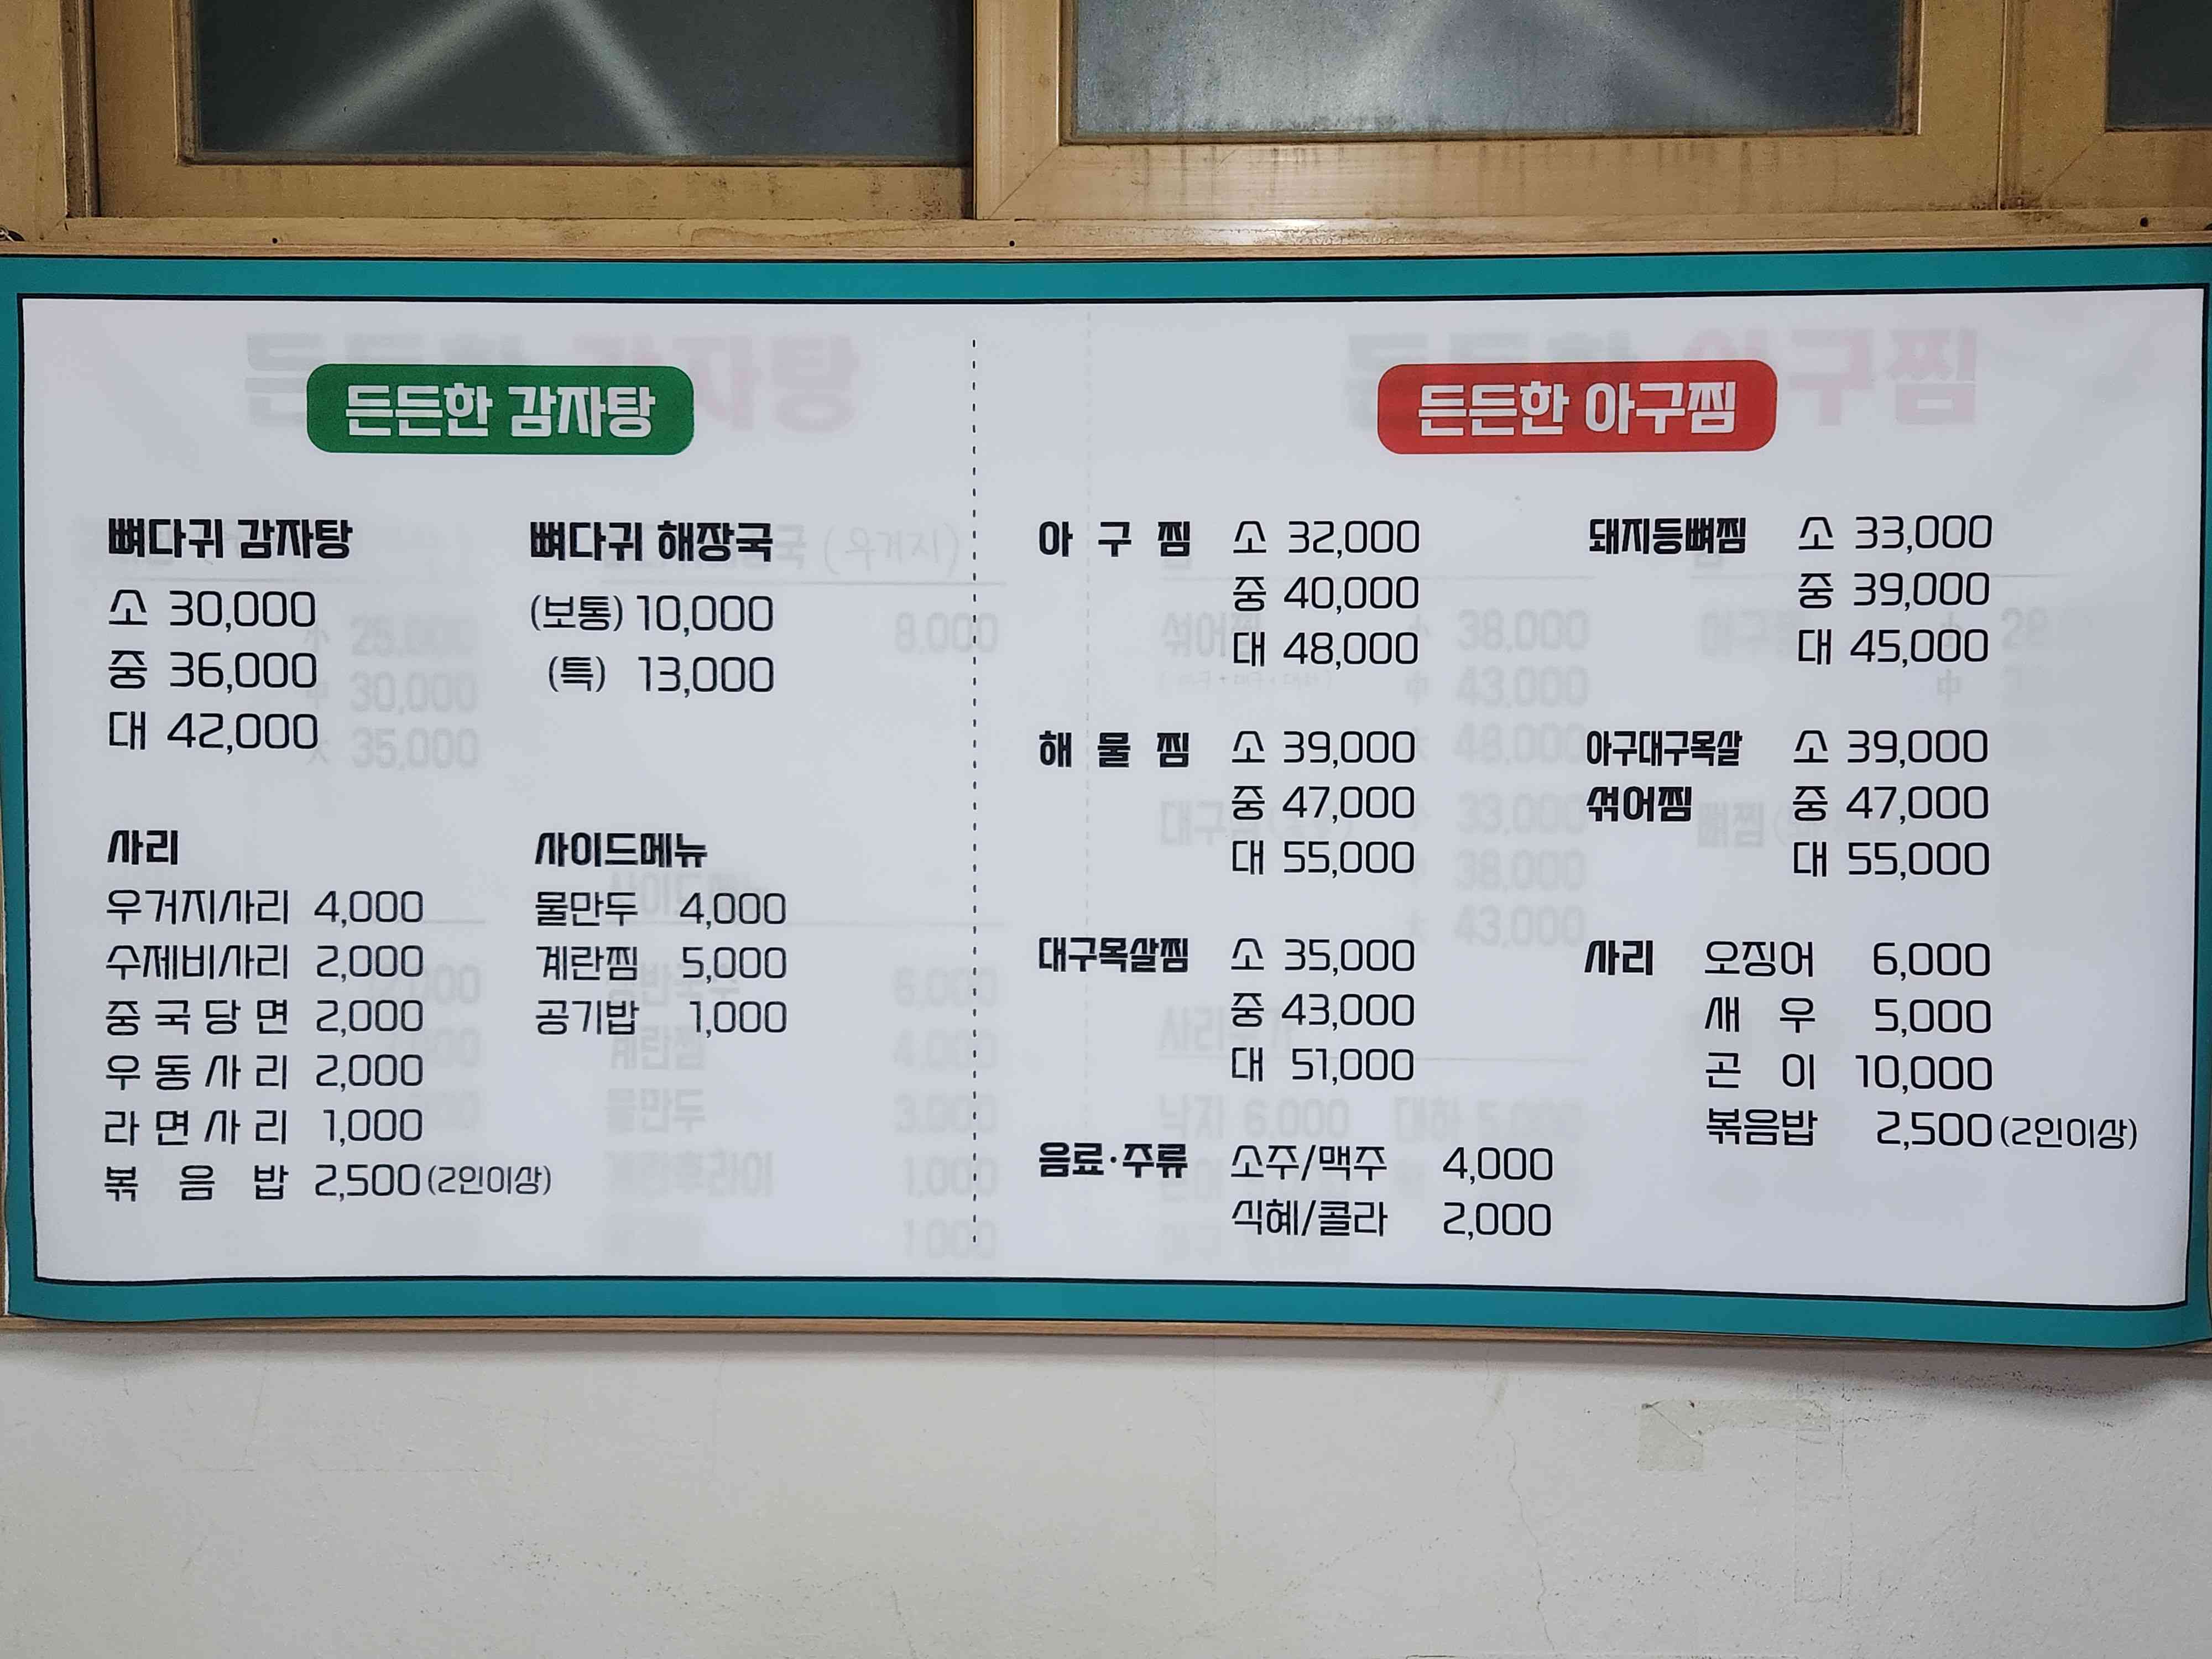 든든한 감자탕
뼈다귀 감자탕
소 30,000
중 36,000
대 42,000
뼈다귀 해장국
(보통) 10,000
(특) 13,000
사리
우거지사리 4,000
수제비사리 2,000
중국당면 2,000
우동사리 2,000
라면사리 1,000
볶음밥 2,500 (2인이상)
사이드메뉴
물만두 4,000
계란찜 5,000
공기밥 1,000
든든한 아구찜
아구찜 소 32,000
중 40,000
대 48,000
해물찜 소 39,000
중 47,000
대 55,000
대구목살찜 소 35,000
중 43,000
대 51,000
음료·주류 소주/맥주 4,000
식혜/콜라 2,000
돼지등뼈찜 소 33,000
중 39,000
대 45,000
아구대구목살 소 39,000
섞어찜 중 47,000
대 55,000
사리 오징어 6,000
새우 5,000
곤이 10,000
볶음밥 2,500 (2인이상)